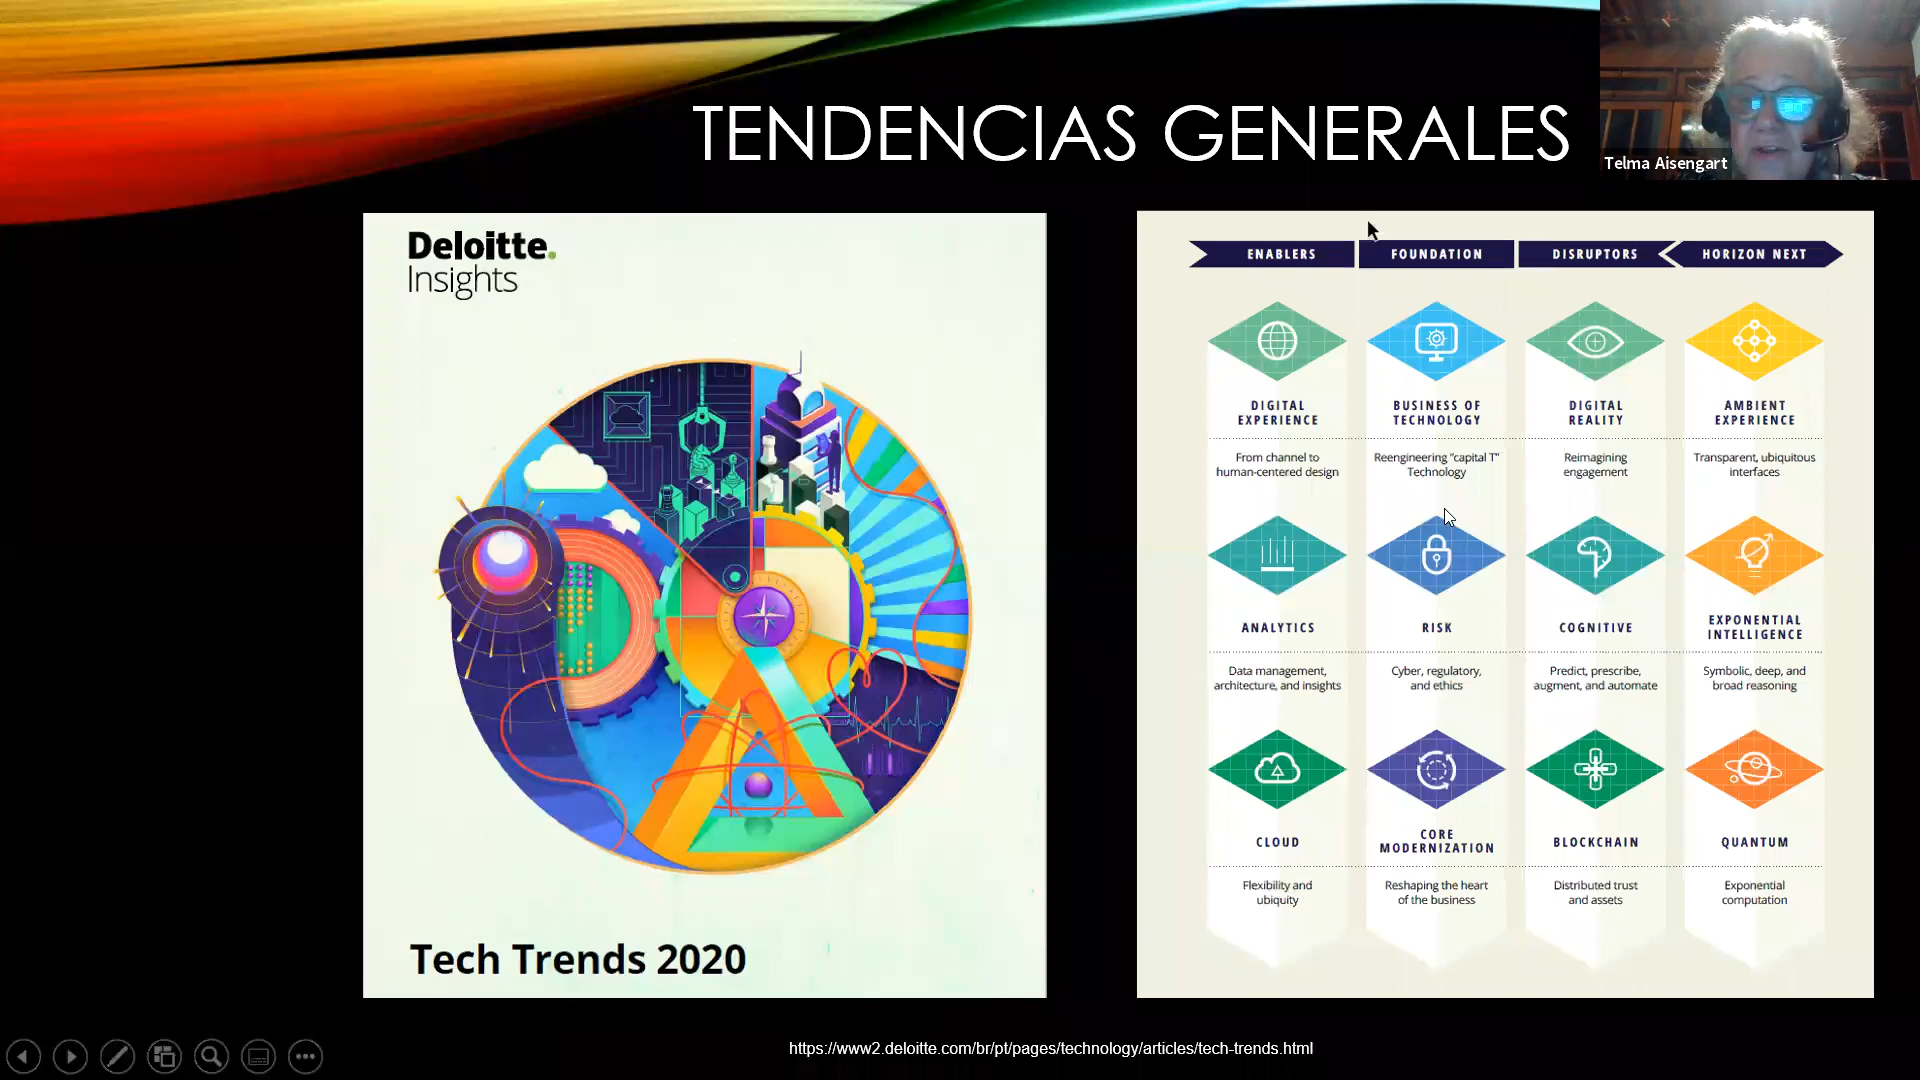 TENDENCIAS GENERALES
Telma Aisengart
Deloitte.
Insights
Tech Trends 2020
ENABLERS
FOUNDATION
DISRUPTORS
HORIZON NEXT
DIGITAL
EXPERIENCE
From channel to
human-centered design
BUSINESS OF
TECHNOLOGY
Reengineering "capital T"
Technology
DIGITAL
REALITY
Reimagining
engagement
AMBIENT
EXPERIENCE
Transparent, ubiquitous
interfaces
ANALYTICS
Data management,
architecture, and insights
RISK
Cyber, regulatory,
and ethics
COGNITIVE
Predict, prescribe,
augment, and automate
EXPONENTIAL
INTELLIGENCE
Symbolic, deep, and
broad reasoning
CLOUD
Flexibility and
ubiquity
CORE
MODERNIZATION
Reshaping the heart
of the business
BLOCKCHAIN
Distributed trust
and assets
QUANTUM
Exponential
computation
https://www2.deloitte.com/br/pt/pages/technology/articles/tech-trends.html